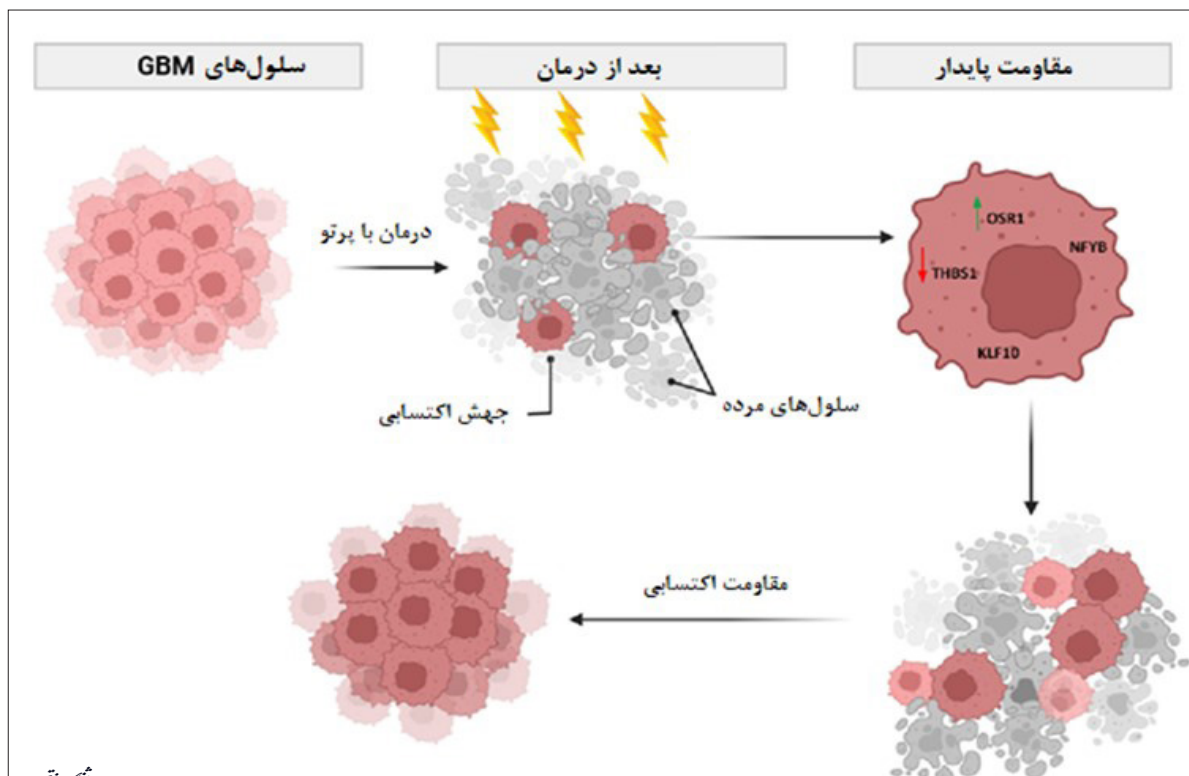 سلول‌های GBM
بعد از درمان
مقاومت پایدار
درمان با پرتو
OSR1
NFYB
THBS1
KLF10
جهش اکتسابی
سلول‌های مرده
مقاومت اکتسابی